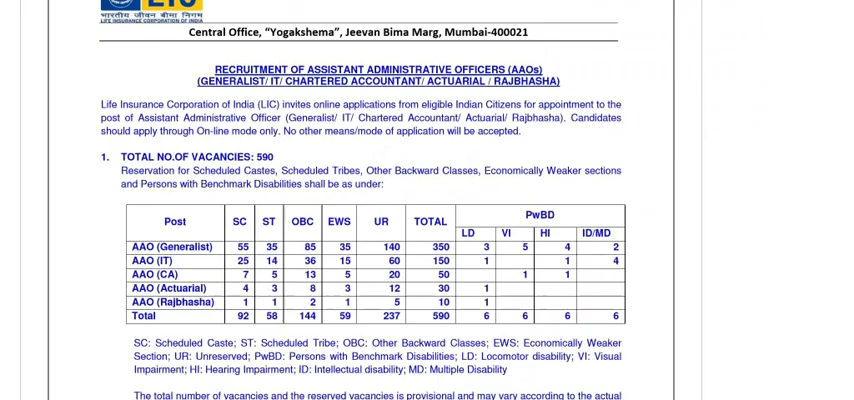 LIC
भारतीय जीवन बीमा निगम
LIFE INSURANCE CORPORATION OF INDIA
Central Office, “Yogakshema”, Jeevan Bima Marg, Mumbai-400021
RECRUITMENT OF ASSISTANT ADMINISTRATIVE OFFICERS (AAOs)
(GENERALIST/ IT/ CHARTERED ACCOUNTANT/ ACTUARIAL / RAJBHASHA)
Life Insurance Corporation of India (LIC) invites online applications from eligible Indian Citizens for appointment to the
post of Assistant Administrative Officer (Generalist/ IT/ Chartered Accountant/ Actuarial/ Rajbhasha). Candidates
should apply through On-line mode only. No other means/mode of application will be accepted.
1. TOTAL NO.OF VACANCIES: 590
Reservation for Scheduled Castes, Scheduled Tribes, Other Backward Classes, Economically Weaker sections
and Persons with Benchmark Disabilities shall be as under:
Post SC ST OBC EWS UR TOTAL PwBD
LD VI HI ID/MD
AAO (Generalist) 55 35 85 35 140 350 3 5 4 2
AAO (IT) 25 14 36 15 60 150 1 1 4
AAO (CA) 7 5 13 5 20 50 1 1
AAO (Actuarial) 4 3 8 3 12 30 1
AAO (Rajbhasha) 1 1 2 1 5 10 1
Total 92 58 144 59 237 590 6 6 6 6
SC: Scheduled Caste; ST: Scheduled Tribe; OBC: Other Backward Classes; EWS: Economically Weaker
Section; UR: Unreserved; PwBD: Persons with Benchmark Disabilities; LD: Locomotor disability; VI: Visual
Impairment; HI: Hearing Impairment; ID: Intellectual disability; MD: Multiple Disability
The total number of vacancies and the reserved vacancies is provisional and may vary according to the actual